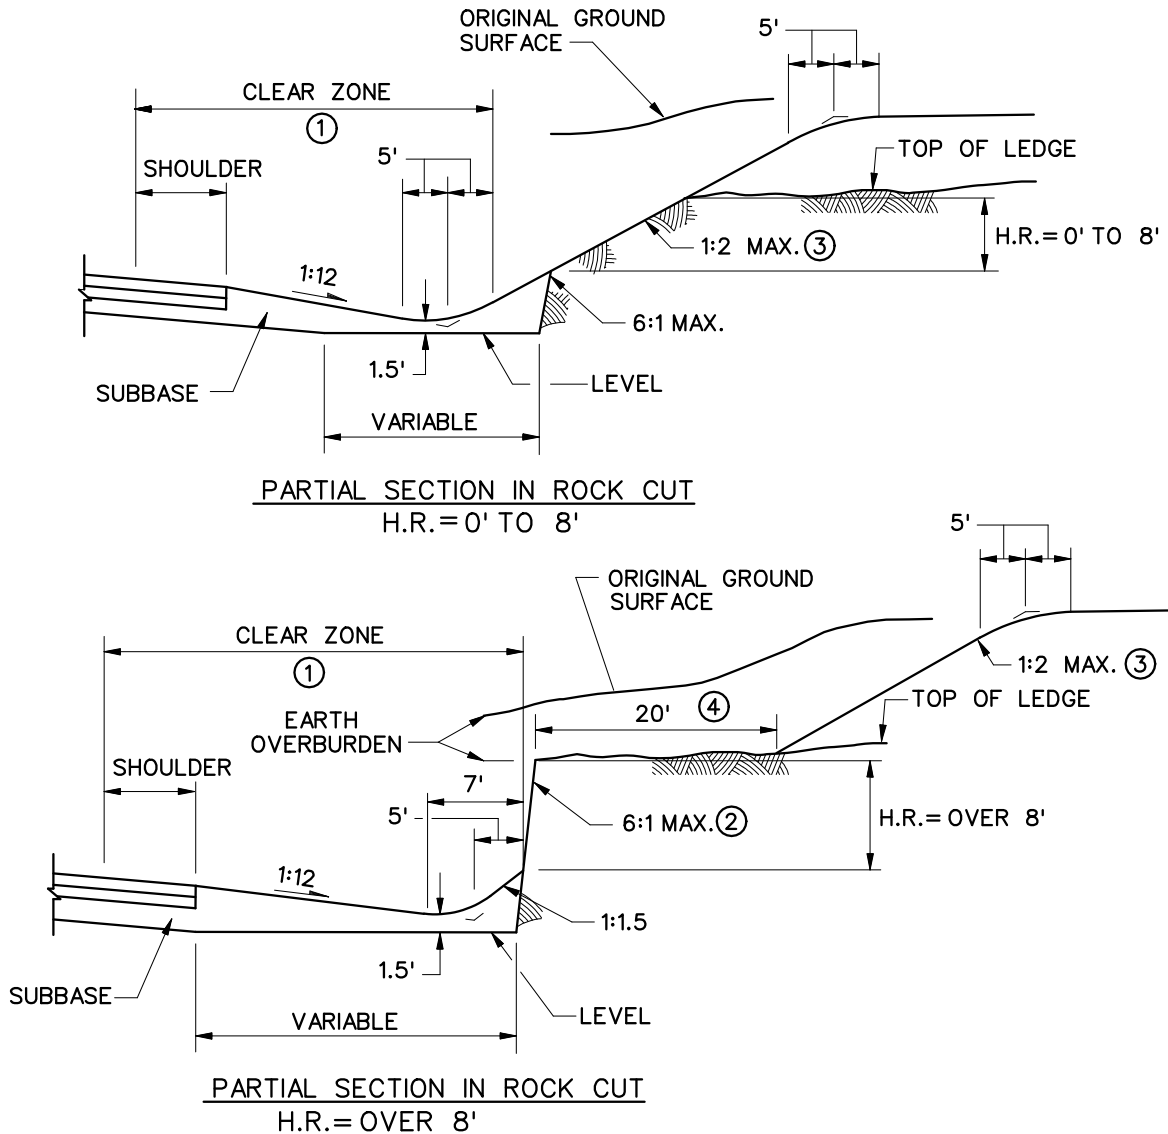 ORIGINAL GROUND
SURFACE
5'
CLEAR ZONE
1
5'
SHOULDER
TOP OF LEDGE
1:2 MAX. 3
H.R.= 0' TO 8'
1:12
6:1 MAX.
1.5'
SUBBASE
LEVEL
VARIABLE
PARTIAL SECTION IN ROCK CUT
H.R.= 0' TO 8'
5'
ORIGINAL GROUND
SURFACE
CLEAR ZONE
1
1:2 MAX. 3
TOP OF LEDGE
20' 4
EARTH
OVERBURDEN
SHOULDER
7'
5'
6:1 MAX. 2
H.R.= OVER 8'
1:12
1:1.5
1.5'
SUBBASE
LEVEL
VARIABLE
PARTIAL SECTION IN ROCK CUT
H.R.= OVER 8'